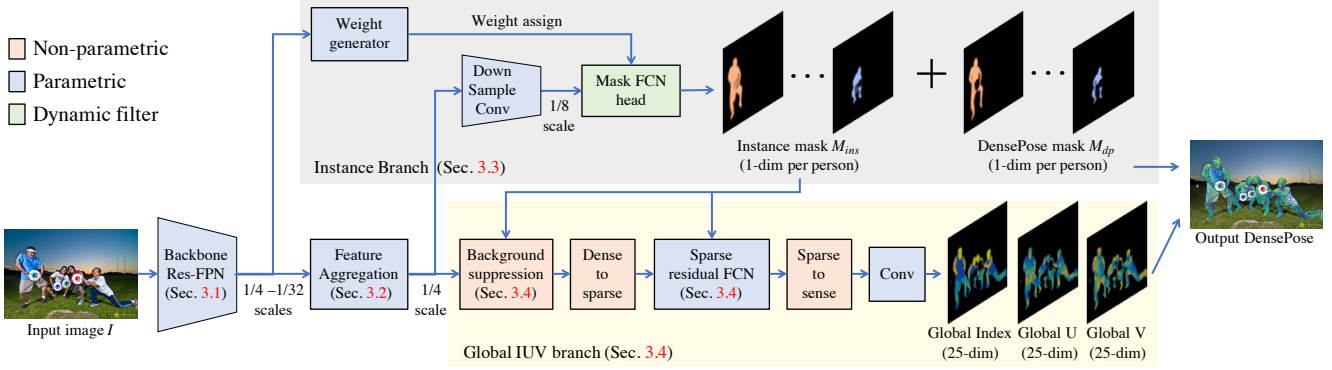 Non-parametric
Parametric
Dynamic filter
Weight
generator
Weight assign
Down
Sample
Conv
1/8
scale
Mask FCN
head
...
...
+
...
Instance mask M_ins
(1-dim per person)
DensePose mask M_dp
(1-dim per person)
Instance Branch (Sec. 3.3)
Input image I
Backbone
Res-FPN
(Sec. 3.1)
1/4 –1/32
scales
Feature
Aggregation
(Sec. 3.2)
1/4
scale
Background
suppression
(Sec. 3.4)
Dense
to
sparse
Sparse
residual FCN
(Sec. 3.4)
Sparse
to
sense
Conv
Global Index
(25-dim)
Global U
(25-dim)
Global V
(25-dim)
Global IUV branch (Sec. 3.4)
Output DensePose